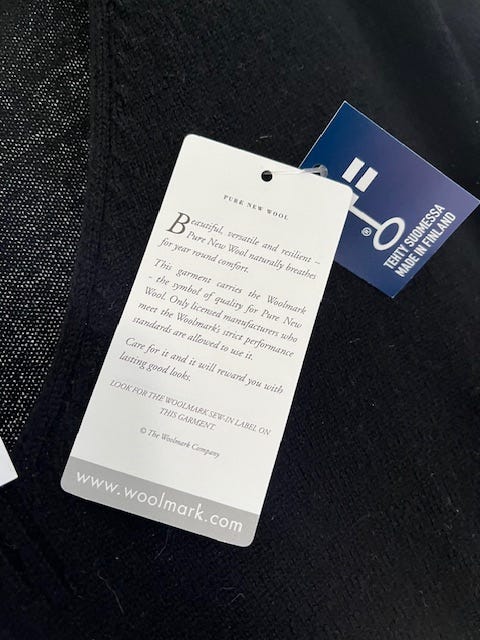 PURE NEW WOOL
Beautiful, versatile and resilient –
Pure New Wool naturally breathes
for year round comfort.
This garment carries the Woolmark
- the symbol of quality for Pure New
Wool. Only licensed manufacturers who
meet the Woolmark's strict performance
standards are allowed to use it.
Care for it and it will reward you with
lasting good looks.
LOOK FOR THE WOOLMARK SEW-IN LABEL ON
THIS GARMENT.
© The Woolmark Company
www.woolmark.com
®
TEHTY SUOMESSA
MADE IN FINLAND